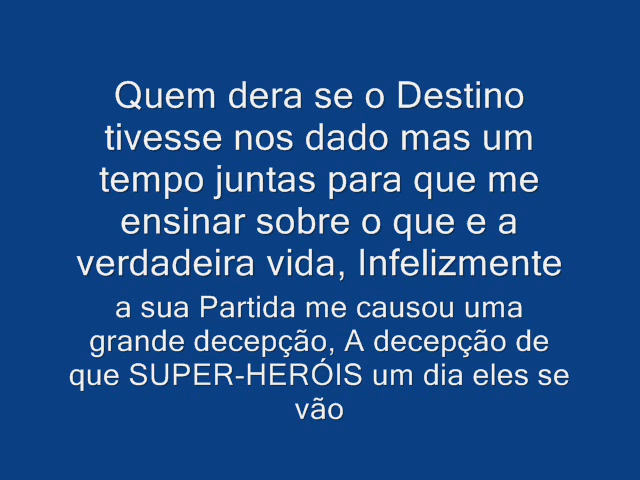 Quem dera se o Destino
tivesse nos dado mas um
tempo juntas para que me
ensinar sobre o que e a
verdadeira vida, Infelizmente
a sua Partida me causou uma
grande decepção, A decepção de
que SUPER-HERÓIS um dia eles se
vão